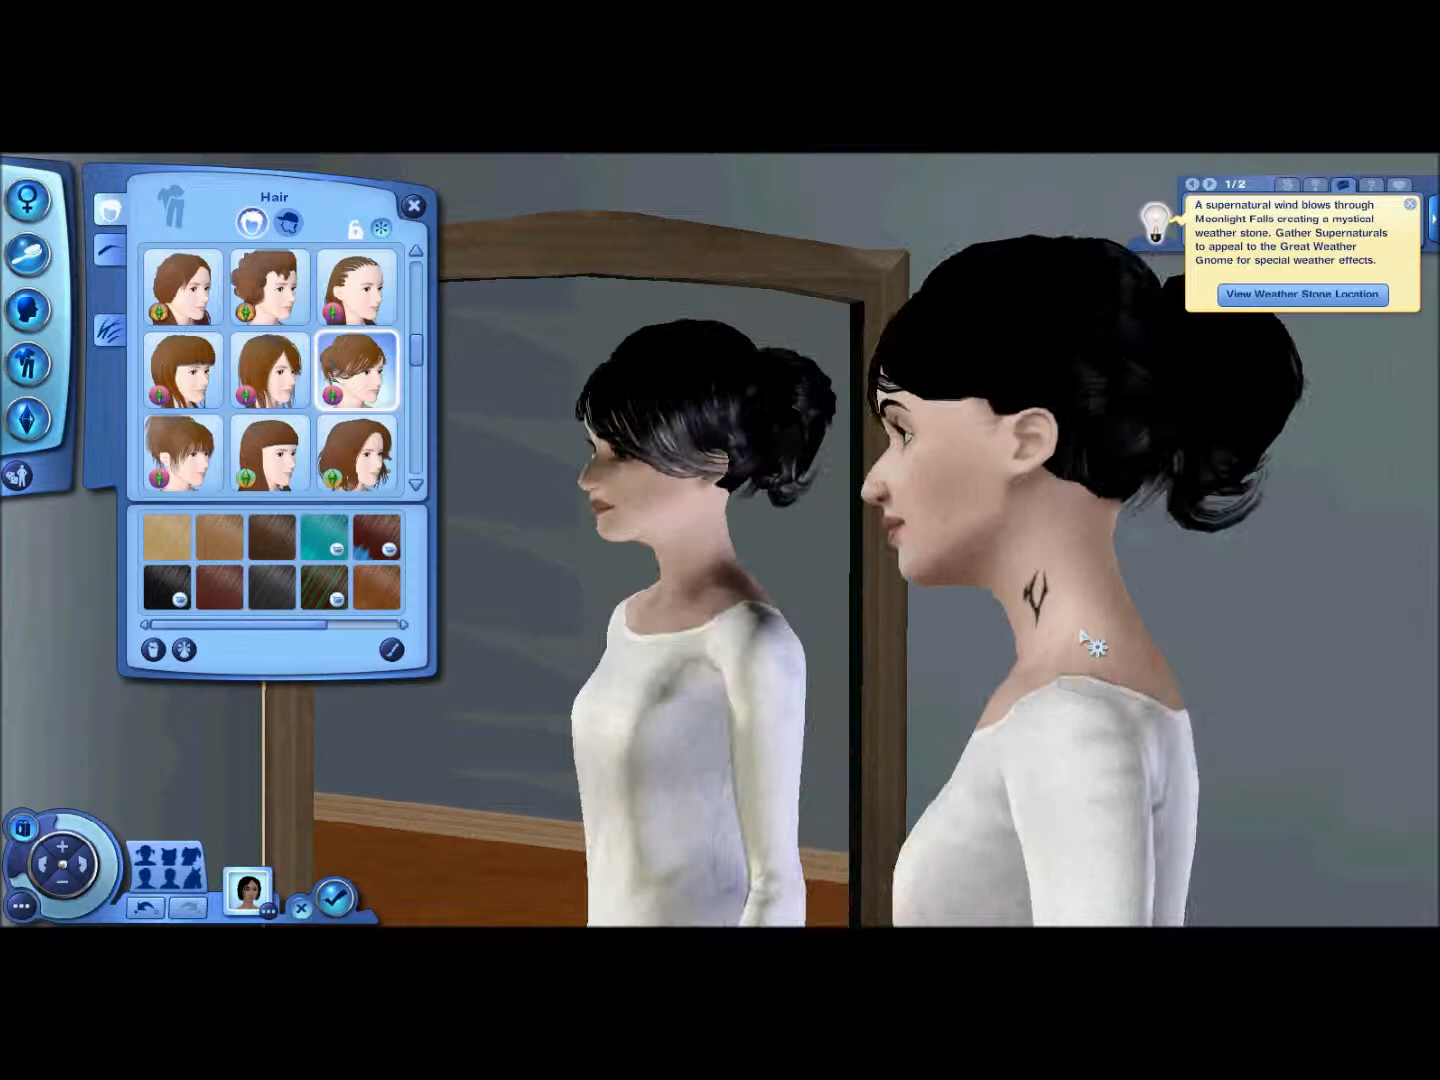 Hair
1/2
A supernatural wind blows through
Moonlight Falls creating a mystical
weather stone. Gather Supernaturals
to appeal to the Great Weather
Gnome for special weather effects.
View Weather Stone Location